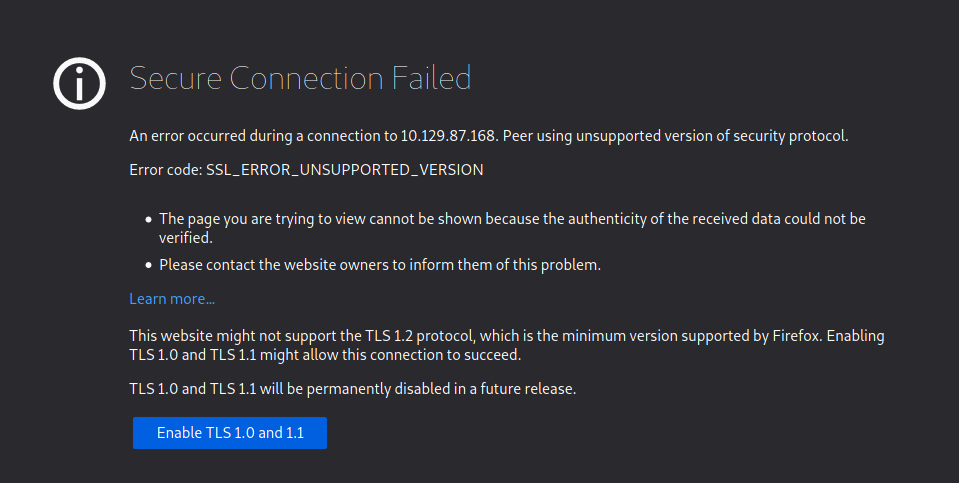 Secure Connection Failed
An error occurred during a connection to 10.129.87.168. Peer using unsupported version of security protocol.
Error code: SSL_ERROR_UNSUPPORTED_VERSION
• The page you are trying to view cannot be shown because the authenticity of the received data could not be
verified.
• Please contact the website owners to inform them of this problem.
Learn more...
This website might not support the TLS 1.2 protocol, which is the minimum version supported by Firefox. Enabling
TLS 1.0 and TLS 1.1 might allow this connection to succeed.
TLS 1.0 and TLS 1.1 will be permanently disabled in a future release.
Enable TLS 1.0 and 1.1